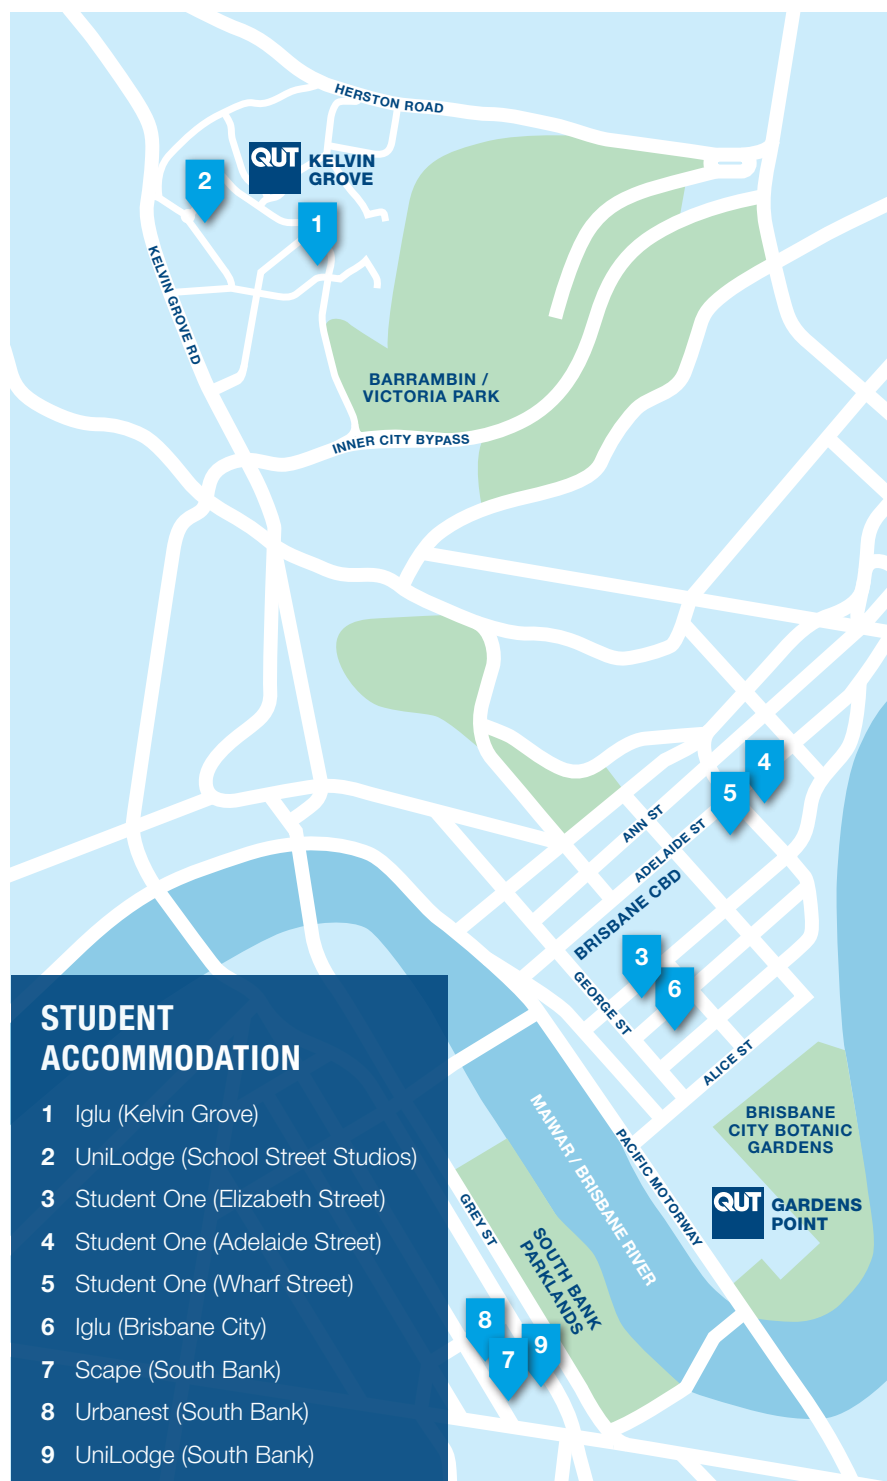 HERSTON ROAD
QUT
KELVIN
GROVE
2
1
KELVIN GROVE RD
BARRAMBIN /
VICTORIA PARK
INNER CITY BYPASS
4
5
ANN ST
ADELAIDE ST
BRISBANE CBD
3
6
GEORGE ST
ALICE ST
MAIWAR / BRISBANE RIVER
PACIFIC MOTORWAY
BRISBANE
CITY BOTANIC
GARDENS
QUT
GARDENS
POINT
GREY ST
SOUTH BANK
PARKLANDS
8
7
9
STUDENT
ACCOMMODATION
1 Iglu (Kelvin Grove)
2 UniLodge (School Street Studios)
3 Student One (Elizabeth Street)
4 Student One (Adelaide Street)
5 Student One (Wharf Street)
6 Iglu (Brisbane City)
7 Scape (South Bank)
8 Urbanest (South Bank)
9 UniLodge (South Bank)